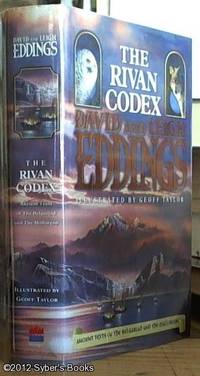 DAVID AND LEIGH
EDDINGS
THE
RIVAN
CODEX
Ancient Texts
of The Belgariad
and The Malloreon
ILLUSTRATED BY
GEOFF TAYLOR
THE
RIVAN CODEX
DAVID AND LEIGH
EDDINGS
ILLUSTRATED BY GEOFF TAYLOR
ANCIENT TEXTS OF THE BELGARIAD AND THE MALLOREON
©2012 Syber's Books